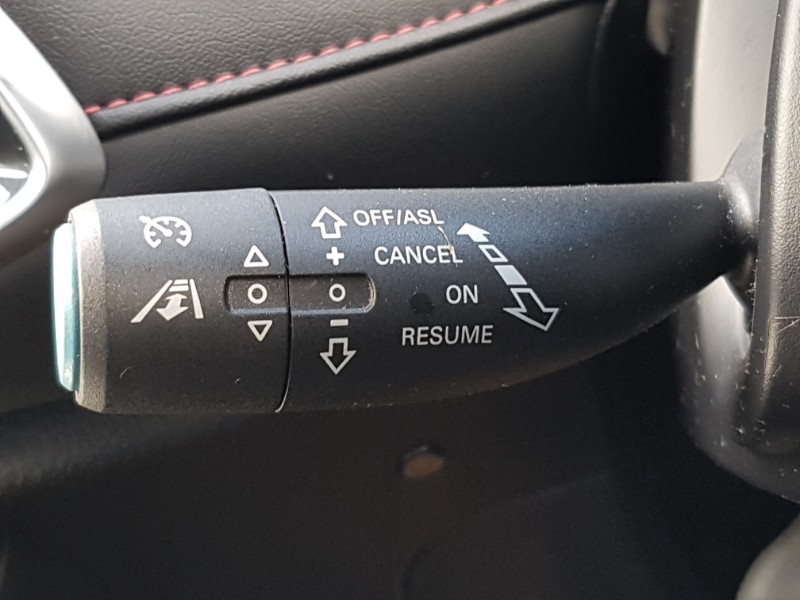 OFF/ASL
+ CANCEL
ON
– RESUME